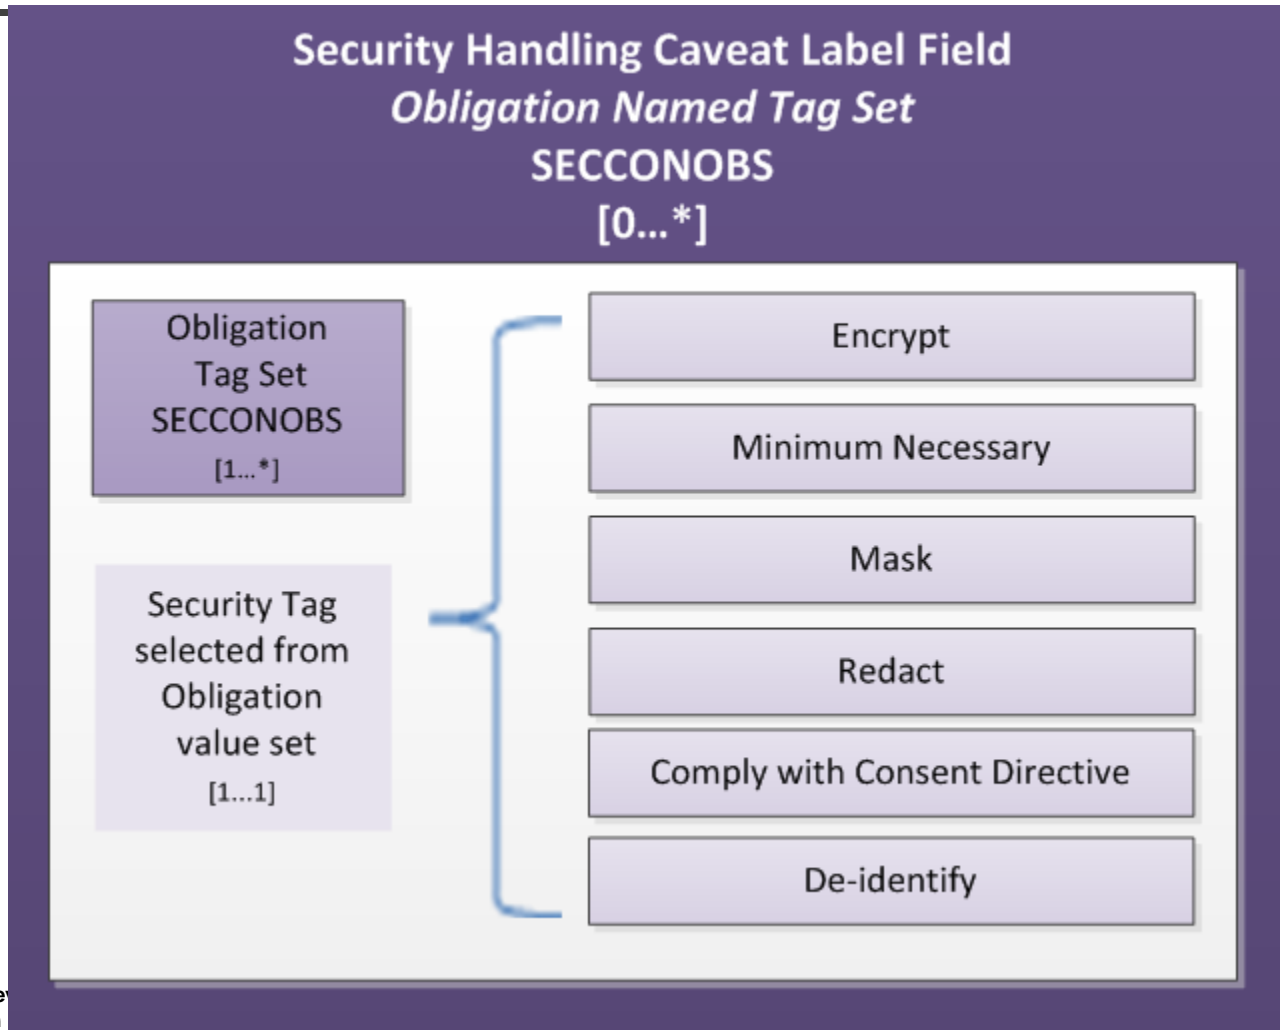 Security Handling Caveat Label Field
Obligation Named Tag Set
SECCONOBS
[0...*]
Obligation
Tag Set
SECCONOBS
[1...*]
Security Tag
selected from
Obligation
value set
[1...1]
Encrypt
Minimum Necessary
Mask
Redact
Comply with Consent Directive
De-identify